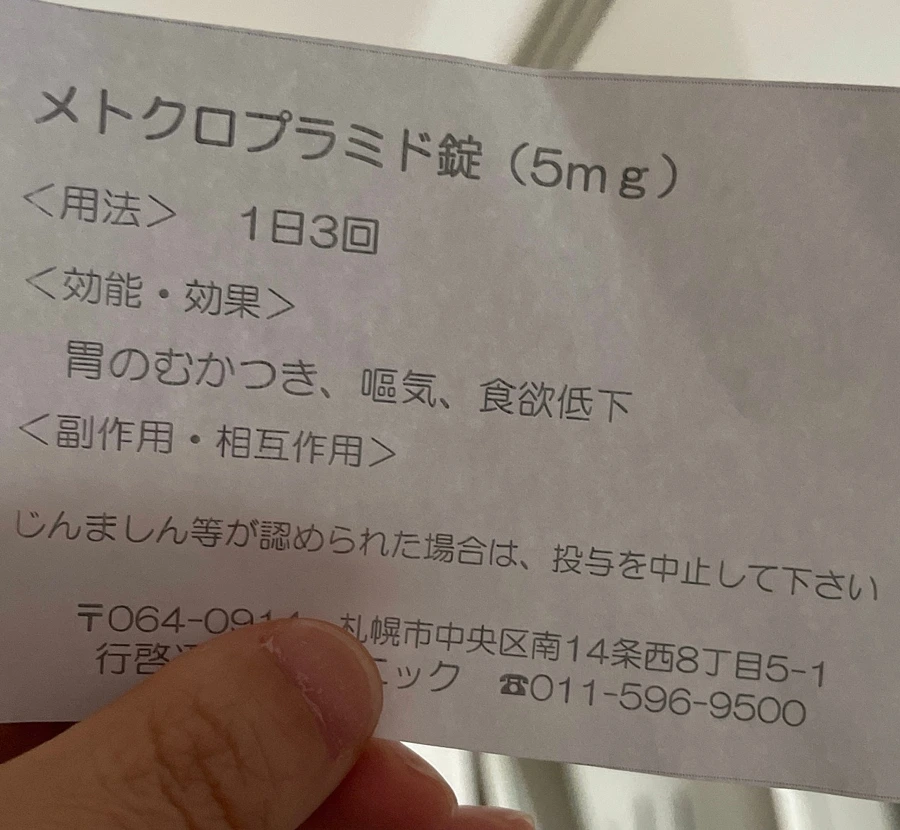 メトクロプラミド錠（5mg）
＜用法＞　1日3回
＜効能・効果＞
胃のむかつき、嘔気、食欲低下
＜副作用・相互作用＞
じんましん等が認められた場合は、投与を中止して下さい
〒064-0914 札幌市中央区南14条西8丁目5-1
行啓 ニック ☎011-596-9500